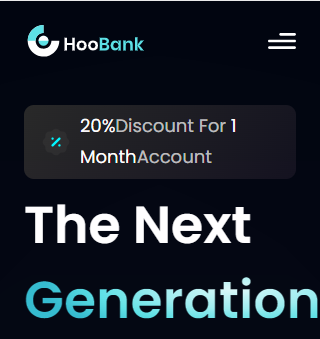 HooBank
20%Discount For 1
MonthAccount
The Next
Generation